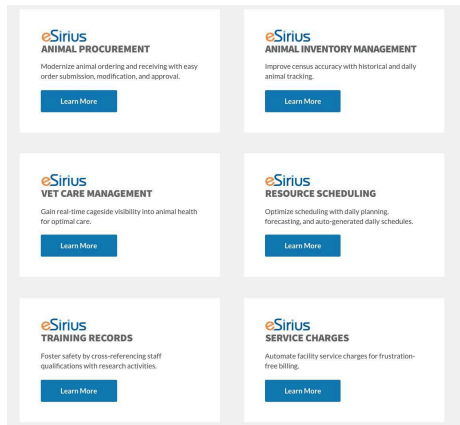 eSirius
ANIMAL PROCUREMENT
Modernize animal ordering and receiving with easy
order submission, modification, and approval.
Learn More
eSirius
ANIMAL INVENTORY MANAGEMENT
Improve census accuracy with historical and daily
animal tracking.
Learn More
eSirius
VET CARE MANAGEMENT
Gain real-time cageside visibility into animal health
for optimal care.
Learn More
eSirius
RESOURCE SCHEDULING
Optimize scheduling with daily planning,
forecasting, and auto-generated daily schedules.
Learn More
eSirius
TRAINING RECORDS
Foster safety by cross-referencing staff
qualifications with research activities.
Learn More
eSirius
SERVICE CHARGES
Automate facility service charges for frustration-
free billing.
Learn More